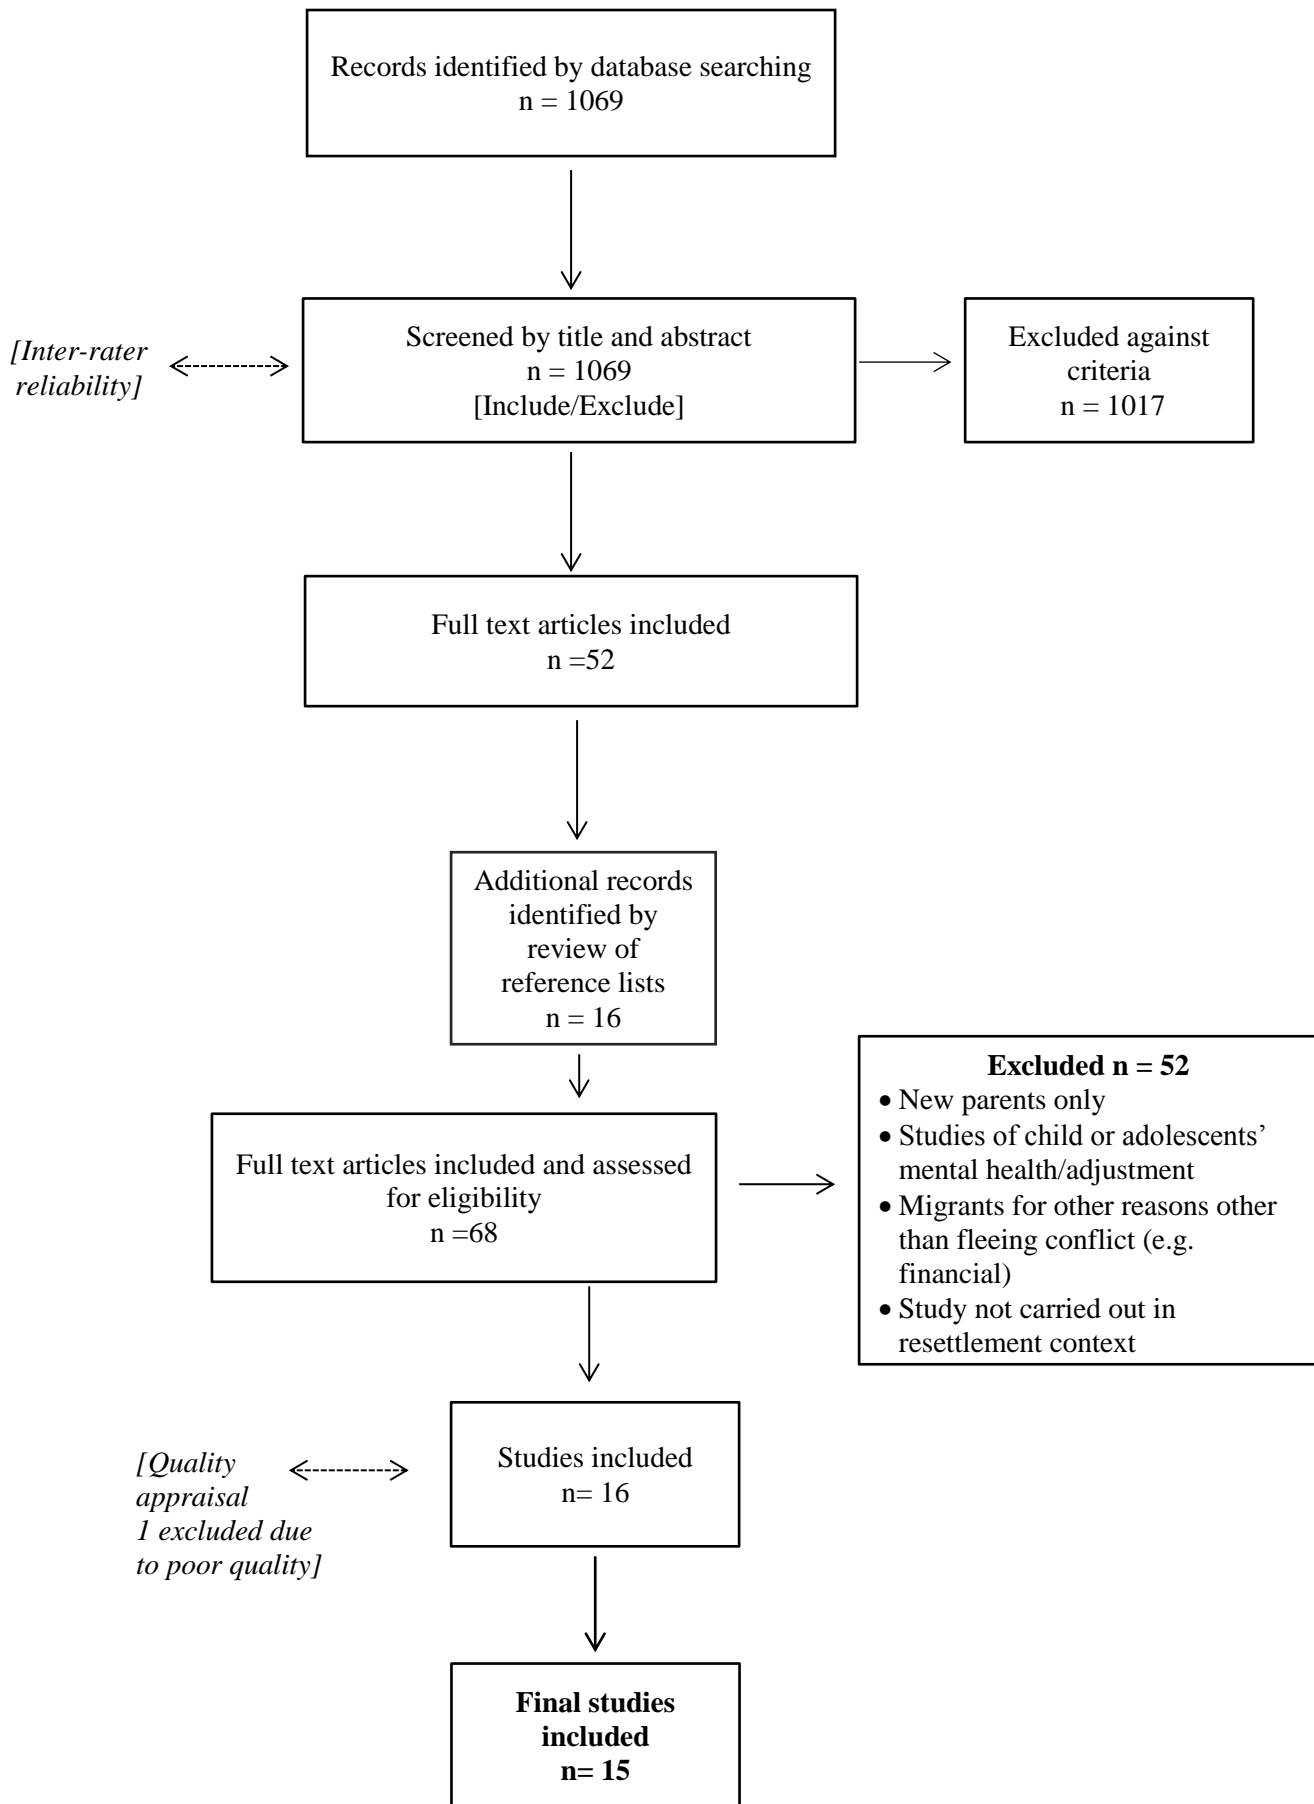 Records identified by database searching
n = 1069
[Inter-rater
reliability]
Screened by title and abstract
n = 1069
[Include/Exclude]
Excluded against
criteria
n = 1017
Full text articles included
n =52
Additional records
identified by
review of
reference lists
n = 16
Full text articles included and assessed
for eligibility
n =68
Excluded n = 52
• New parents only
• Studies of child or adolescents’
mental health/adjustment
• Migrants for other reasons other
than fleeing conflict (e.g.
financial)
• Study not carried out in
resettlement context
[Quality
appraisal
1 excluded due
to poor quality]
Studies included
n= 16
Final studies
included
n= 15